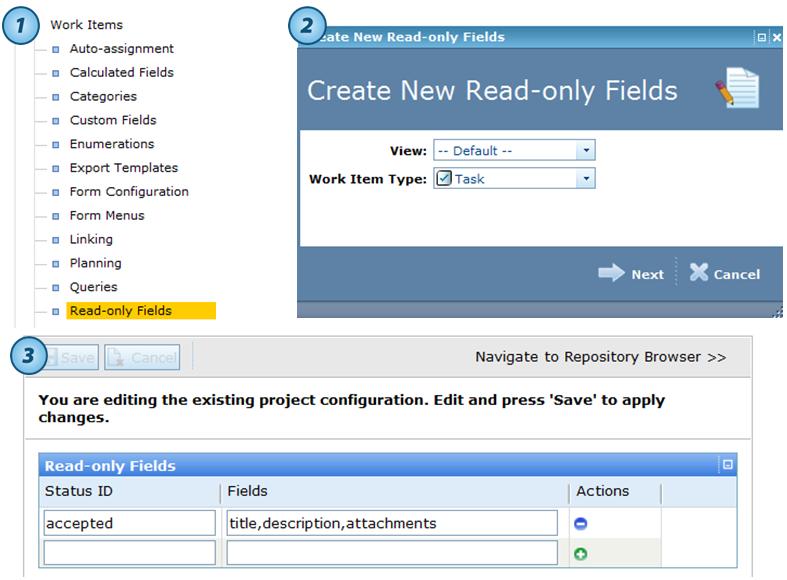 1
Work Items
Auto-assignment
Calculated Fields
Categories
Custom Fields
Enumerations
Export Templates
Form Configuration
Form Menus
Linking
Planning
Queries
Read-only Fields
2
eate New Read-only Fields
Create New Read-only Fields
View: -- Default --
Work Item Type: Task
Next Cancel
3
Save Cancel Navigate to Repository Browser >>
You are editing the existing project configuration. Edit and press 'Save' to apply
changes.
Read-only Fields
Status ID Fields Actions
accepted title,description,attachments